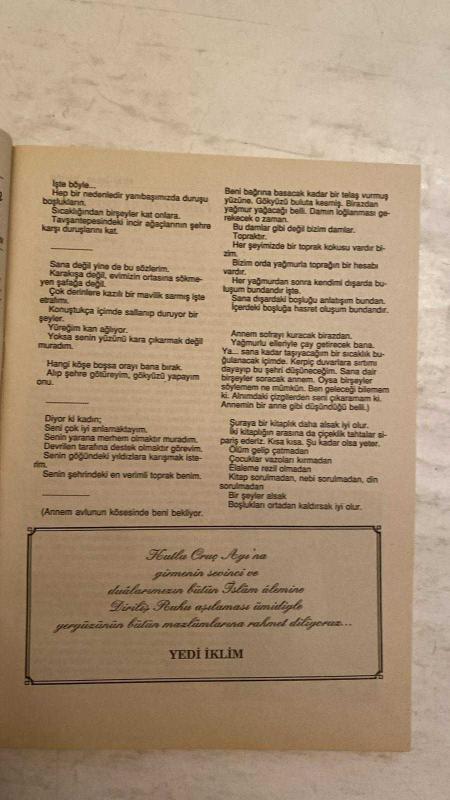 İşte böyle...
Hep bir nedenledir yanıbaşımızda duruşu
boşlukların.
Sıcaklığından birşeyler kat onlara.
Tavşantepesindeki incir ağaçlarının şehre
karşı duruşlarını kat.
Sana değil yine de bu sözlerim.
Karakışa değil, evimizin ortasına sökme-
yen şafağa değil.
Çok derinlere kazılı bir mavilik sarmış işte
etrafımı.
Konuştukça içimde sallanıp duruyor bir
şeyler.
Yüreğim kan ağlıyor.
Yoksa senin yüzünü kara çıkarmak değil
muradım.
Hangi köşe boşsa orayı bana bırak.
Alıp şehre götüreyim, gökyüzü yapayım
onu.
Diyor ki kadın;
Seni çok iyi anlamaktayım.
Senin yarana merhem olmaktır muradım.
Devrilen tarafına destek olmaktır görevim.
Senin göğündeki yıldızlara karışmak iste-
rim.
Senin şehrindeki en verimli toprak benim.
(Annem avlunun kösesinde beni bekliyor.
Beni bağrına basacak kadar bir telaş vurmuş
yüzüne. Gökyüzü buluta kesmiş. Birazdan
yağmur yağacağı belli. Damın loğlanması ge-
rekecek o zaman.
Bu damlar gibi değil bizim damlar.
Topraktır.
Her şeyimizde bir toprak kokusu vardır bi-
zim.
Bizim orda yağmurla toprağın bir hesabı
vardır.
Her yağmurdan sonra kendimi dışarda bu-
luşum bundandır işte.
Sana dışardaki boşluğu anlatışım bundan.
İçerdeki boşluğa hasret oluşum bundandır.
Annem sofrayı kuracak birazdan.
Yağmurlu elleriyle çay getirecek bana.
Ya... sana kadar taşıyacağım bir sıcaklık bu-
ğulanacak içimde. Kerpiç duvarlara sırtımı
dayayıp bu şehri düşüneceğim. Sana dair
birşeyler soracak annem. Oysa birşeyler
söylemem ne mümkün. Ben geleceği bilemem
ki. Alnımdaki çizgilerden seni çıkaramam ki.
Annemin bir anne gibi düşündüğü belli.)
Şuraya bir kitaplık daha alsak iyi olur.
İki kitaplığın arasına da çiçeklik tahtalar si-
pariş ederiz. Kısa kısa. Şu kadar olsa yeter.
Ölüm gelip çatmadan
Çocuklar vazoları kırmadan
Elaleme rezil olmadan
Kitap sorulmadan, nebi sorulmadan, din
sorulmadan
Bir şeyler alsak
Boşlukları ortadan kaldırsak iyi olur.
Kutlu Oruç Ayı'na
girmenin sevinci ve
duâlarımızın bütün İslâm âlemine
Diriliş Ruhu aşılaması ümidiyle
yeryüzünün bütün mazlûmlarına rahmet diliyoruz...
YEDİ İKLİM